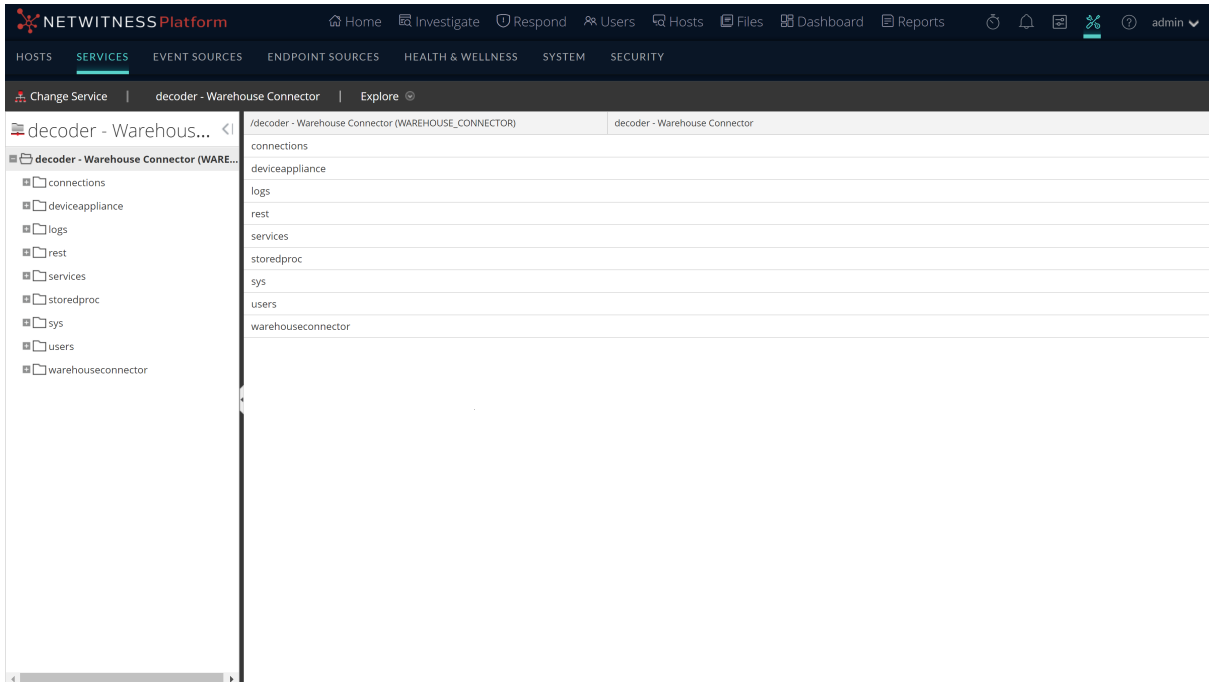 NETWITNESS Platform Home Investigate Respond Users Hosts Files Dashboard Reports admin
HOSTS SERVICES EVENT SOURCES ENDPOINT SOURCES HEALTH & WELLNESS SYSTEM SECURITY
Change Service | decoder - Warehouse Connector | Explore
decoder - Warehous...
decoder - Warehouse Connector (WARE...
connections
deviceappliance
logs
rest
services
storedproc
sys
users
warehouseconnector
/decoder - Warehouse Connector (WAREHOUSE_CONNECTOR) decoder - Warehouse Connector
connections
deviceappliance
logs
rest
services
storedproc
sys
users
warehouseconnector